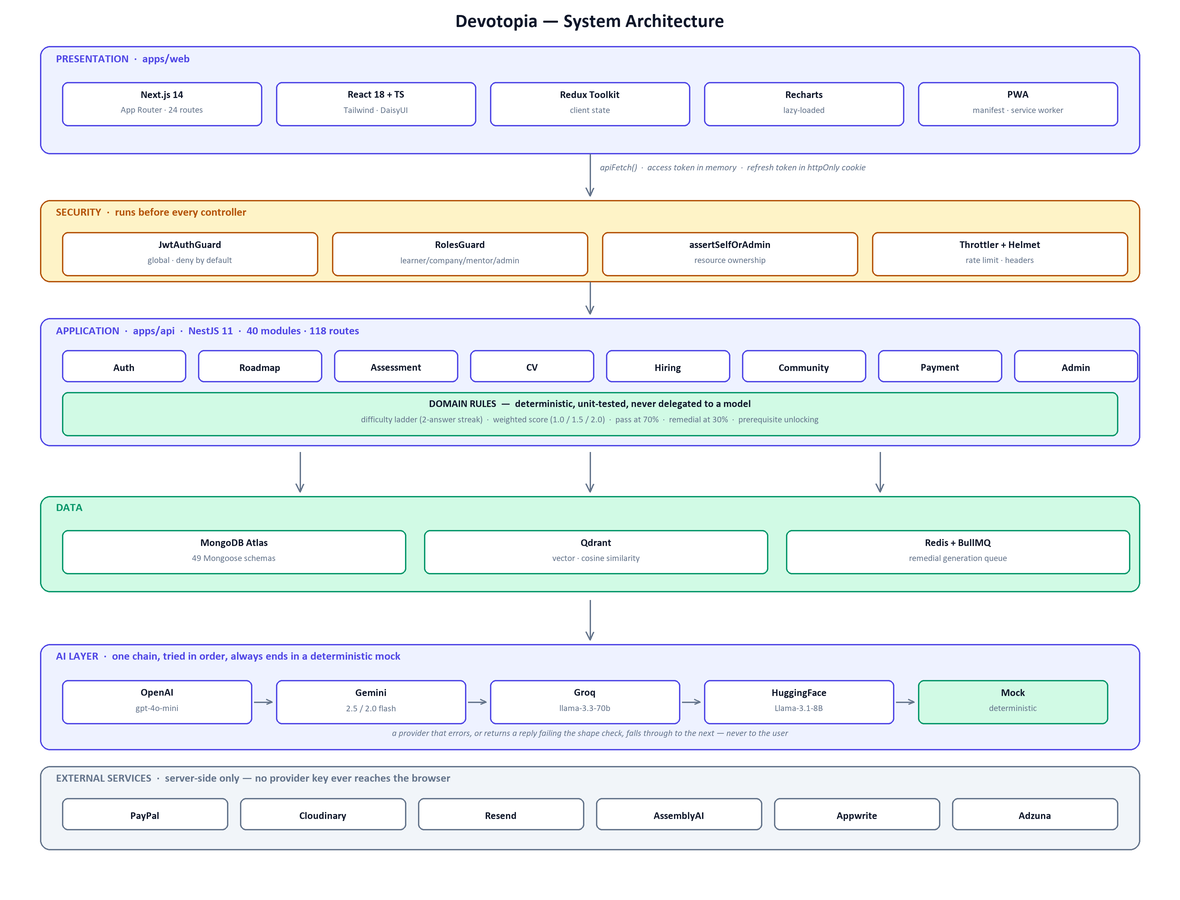 Devotopia — System Architecture
PRESENTATION · apps/web
Next.js 14
App Router · 24 routes
React 18 + TS
Tailwind · DaisyUI
Redux Toolkit
client state
Recharts
lazy-loaded
PWA
manifest · service worker
apiFetch() · access token in memory · refresh token in httpOnly cookie
SECURITY · runs before every controller
JwtAuthGuard
global · deny by default
RolesGuard
learner/company/mentor/admin
assertSelfOrAdmin
resource ownership
Throttler + Helmet
rate limit · headers
APPLICATION · apps/api · NestJS 11 · 40 modules · 118 routes
Auth
Roadmap
Assessment
CV
Hiring
Community
Payment
Admin
DOMAIN RULES — deterministic, unit-tested, never delegated to a model
difficulty ladder (2-answer streak) · weighted score (1.0 / 1.5 / 2.0) · pass at 70% · remedial at 30% · prerequisite unlocking
DATA
MongoDB Atlas
49 Mongoose schemas
Qdrant
vector · cosine similarity
Redis + BullMQ
remedial generation queue
AI LAYER · one chain, tried in order, always ends in a deterministic mock
OpenAI
gpt-4o-mini
Gemini
2.5 / 2.0 flash
Groq
llama-3.3-70b
HuggingFace
Llama-3.1-8B
Mock
deterministic
a provider that errors, or returns a reply failing the shape check, falls through to the next — never to the user
EXTERNAL SERVICES · server-side only — no provider key ever reaches the browser
PayPal
Cloudinary
Resend
AssemblyAI
Appwrite
Adzuna